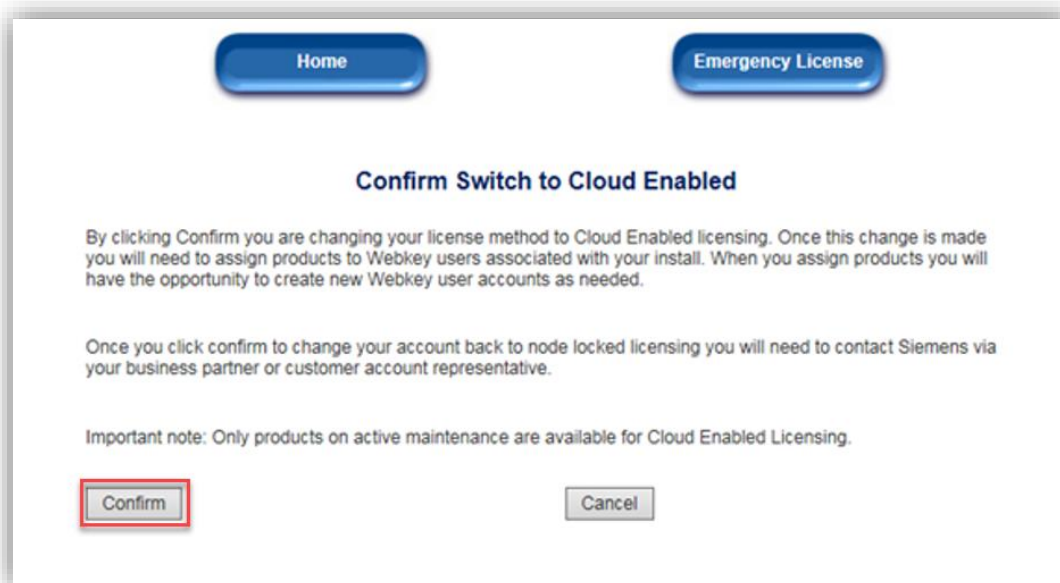 Home
Emergency License
Confirm Switch to Cloud Enabled
By clicking Confirm you are changing your license method to Cloud Enabled licensing. Once this change is made
you will need to assign products to Webkey users associated with your install. When you assign products you will
have the opportunity to create new Webkey user accounts as needed.
Once you click confirm to change your account back to node locked licensing you will need to contact Siemens via
your business partner or customer account representative.
Important note: Only products on active maintenance are available for Cloud Enabled Licensing.
Confirm
Cancel